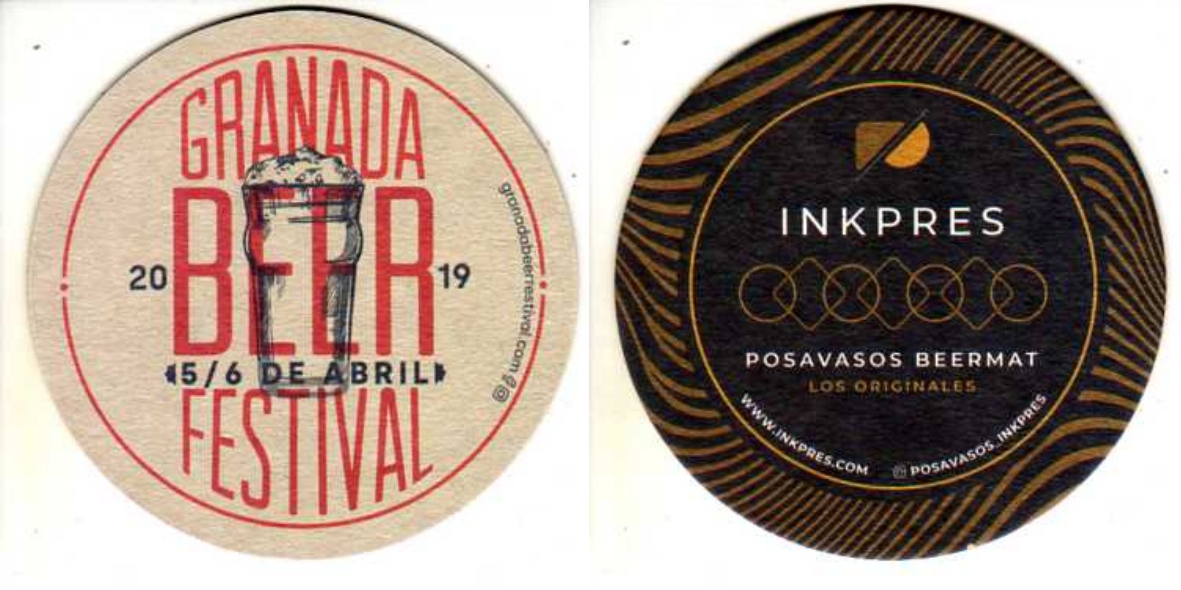 GRANADA
BEER
20 19
5/6 DE ABRIL
FESTIVAL
granadabeerfestival.com
INKPRES
POSAVASOS BEERMAT
LOS ORIGINALES
WWW.INKPRES.COM
POSAVASOS_INKPRES